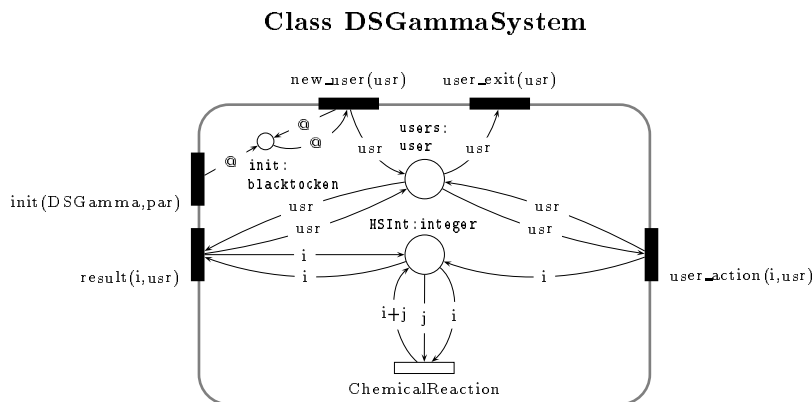 Class DSGammaSystem
new_user(usr) user_exit(usr)
@
@
users:
user
usr
usr
@
init:
blacktocken
init(DSGamma,par)
usr
usr
HSInt:integer
usr
usr
i
i
i
result(i,usr)
user_action(i,usr)
i+j
j
i
ChemicalReaction